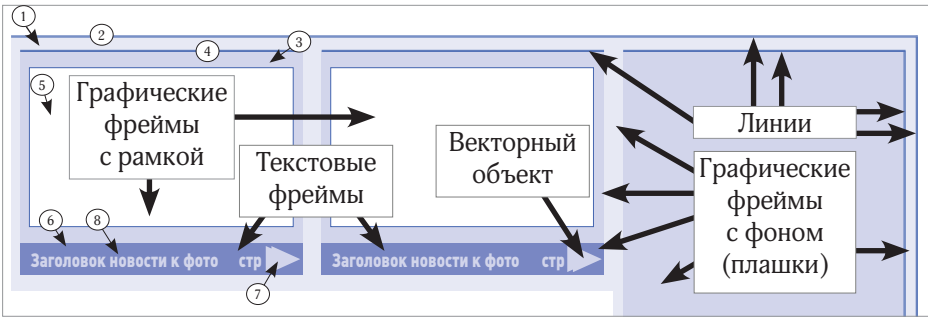 1
2
4
3
5
Графические
фреймы
с рамкой
Текстовые
фреймы
Векторный
объект
Линии
Графические
фреймы
с фоном
(плашки)
6
8
Заголовок новости к фото стр
7
Заголовок новости к фото стр